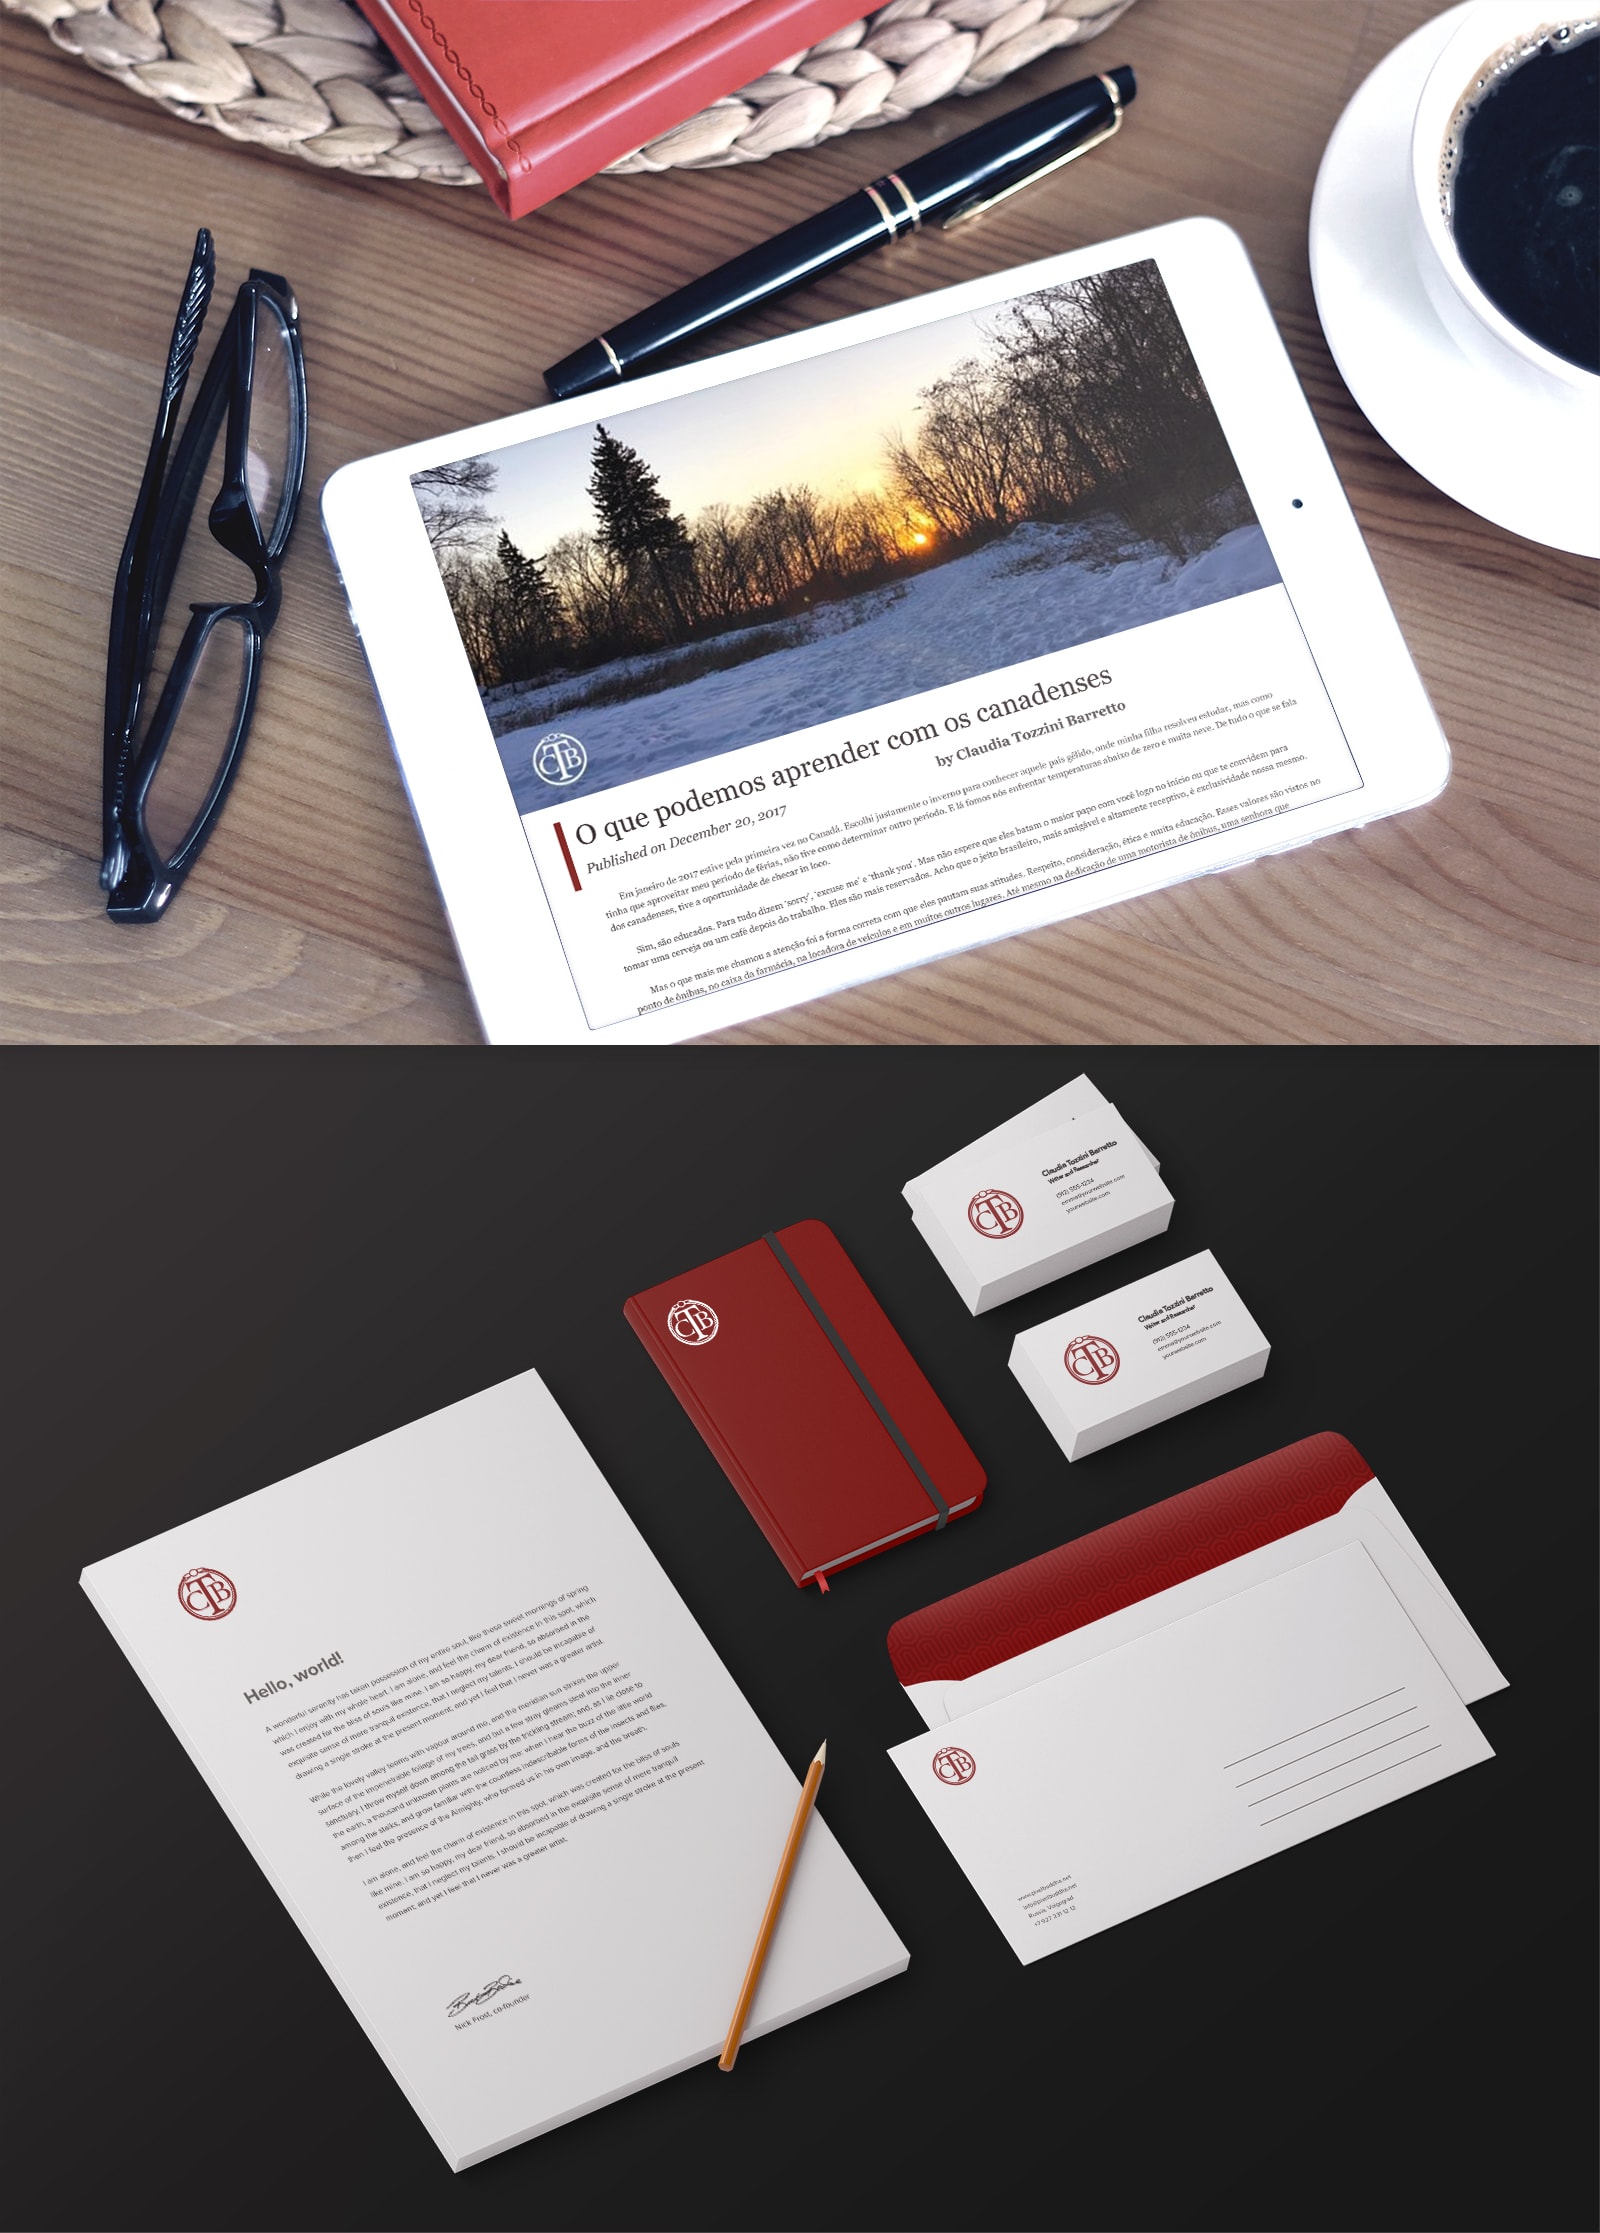 CTB
O que podemos aprender com os canadenses
by Claudia Tozzini Barretto
Published on December 20, 2017
Em janeiro de 2017 estive pela primeira vez no Canadá. Escolhi justamente o inverno para conhecer aquele país gélido, onde minha filha resolveu estudar, mas como
tinha que aproveitar meu período de férias, não tive como determinar outro período. E lá fomos nós enfrentar temperaturas abaixo de zero e muita neve. De tudo o que se fala
dos canadenses, tive a oportunidade de checar in loco.
Sim, são educados. Para tudo dizem 'sorry', 'excuse me' e 'thank you'. Mas não espere que eles batam o maior papo com você logo no início ou que te convidem para
tomar uma cerveja ou um café depois do trabalho. Eles são mais reservados. Acho que o jeito brasileiro, mais amigável e altamente receptivo, é exclusividade nossa mesmo.
Mas o que mais me chamou a atenção foi a forma correta com que eles pautam suas atitudes. Respeito, consideração, ética e muita educação. Esses valores são vistos no
ponto de ônibus, no caixa da farmácia, na locadora de veículos e em muitos outros lugares. Até mesmo na dedicação de uma motorista de ônibus, uma senhora que
Claudia Tozzini Barretto
Writer and Researcher
(912) 555-1234
emma@yourwebsite.com
yourwebsite.com
CTB
Claudia Tozzini Barretto
Writer and Researcher
(912) 555-1234
emma@yourwebsite.com
yourwebsite.com
CTB
CTB
CTB
Hello, world!
A wonderful serenity has taken possession of my entire soul, like these sweet mornings of spring
which I enjoy with my whole heart. I am alone, and feel the charm of existence in this spot, which
was created for the bliss of souls like mine. I am so happy, my dear friend, so absorbed in the
exquisite sense of mere tranquil existence, that I neglect my talents. I should be incapable of
drawing a single stroke at the present moment; and yet I feel that I never was a greater artist.
While the lovely valley teems with vapour around me, and the meridian sun strikes the upper
surface of the impenetrable foliage of my trees, and but a few stray gleams steal into the inner
sanctuary, I throw myself down among the tall grass by the trickling stream; and, as I lie close to
the earth, a thousand unknown plants are noticed by me: when I hear the buzz of the little world
among the stalks, and grow familiar with the countless indescribable forms of the insects and flies,
then I feel the presence of the Almighty, who formed us in his own image, and the breath.
I am alone, and feel the charm of existence in this spot, which was created for the bliss of souls
like mine. I am so happy, my dear friend, so absorbed in the exquisite sense of mere tranquil
existence, that I neglect my talents. I should be incapable of drawing a single stroke at the present
moment; and yet I feel that I never was a greater artist.
Nick Frost, co-founder
CTB
www.pixelbuddha.net
info@pixelbuddha.net
Russia, Volgograd
+7 927 331 12 12